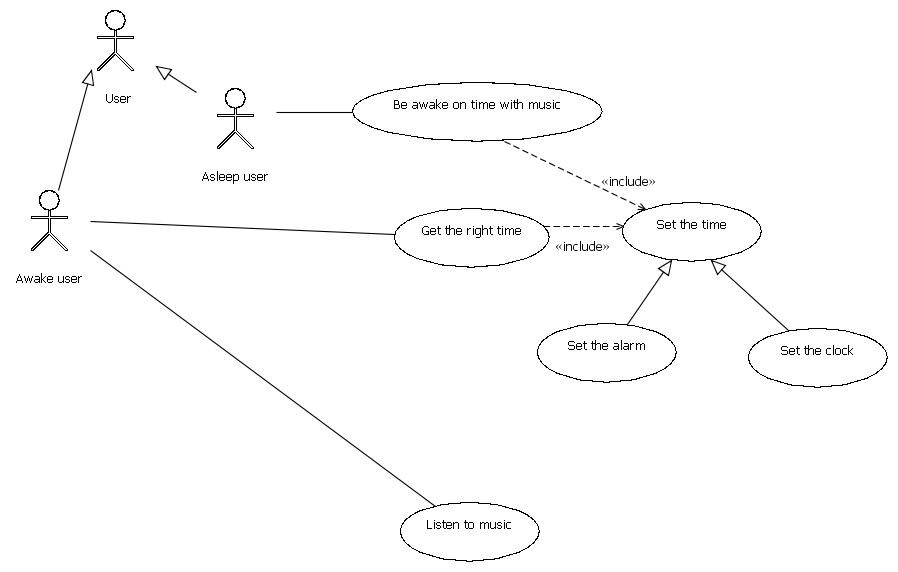 User
Be awake on time with music
Asleep user
«include»
Get the right time
Set the time
«include»
Awake user
Set the alarm
Set the clock
Listen to music